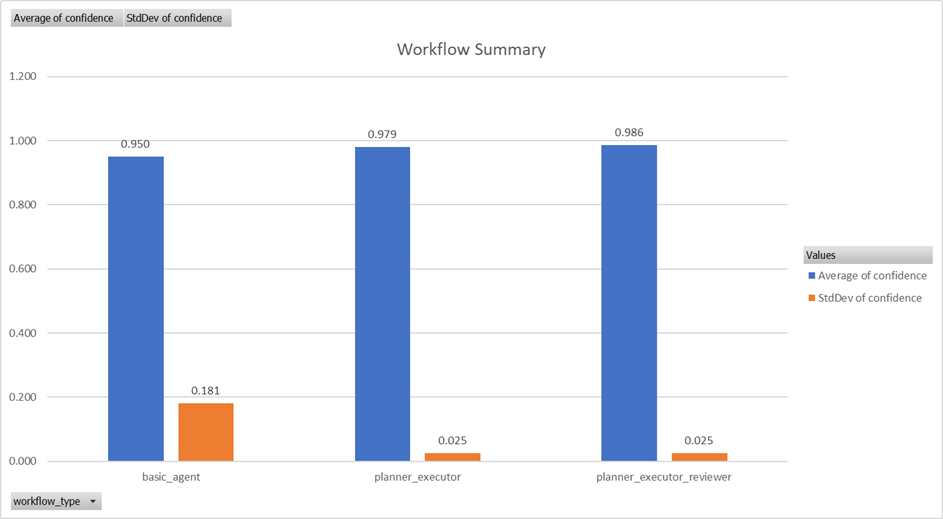 Average of confidence StdDev of confidence
Workflow Summary
1.200
1.000
0.800
0.600
0.400
0.200
0.000
0.950
0.181
0.979
0.025
0.986
0.025
basic_agent
planner_executor
planner_executor_reviewer
Values
Average of confidence
StdDev of confidence
workflow_type